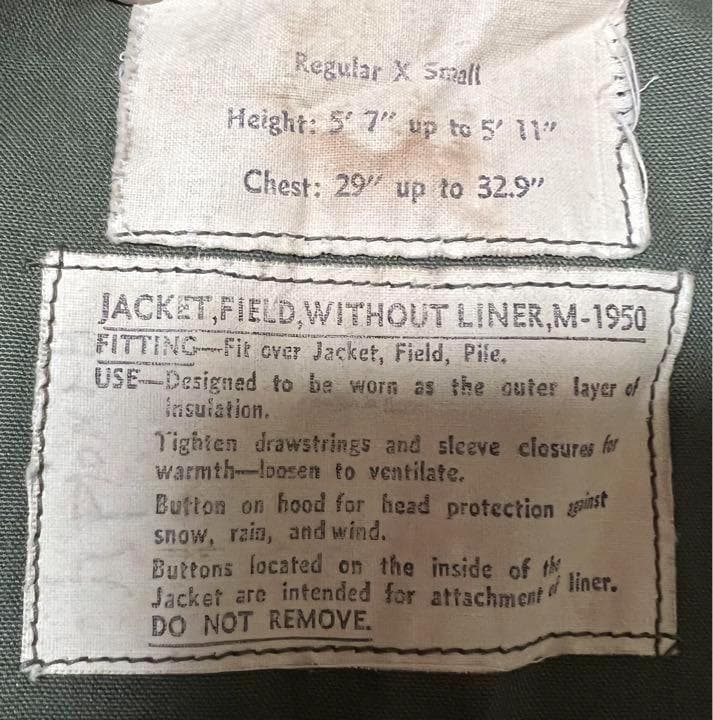 Regular X Small
Height: 5' 7" up to 5' 11"
Chest: 29" up to 32.9"
JACKET,FIELD,WITHOUT LINER,M-1950
FITTING—Fit over Jacket, Field, Pile.
USE—Designed to be worn as the outer layer of
insulation.
Tighten drawstrings and sleeve closures for
warmth—loosen to ventilate.
Button on hood for head protection against
snow, rain, and wind.
Buttons located on the inside of the
Jacket are intended for attachment of liner.
DO NOT REMOVE.